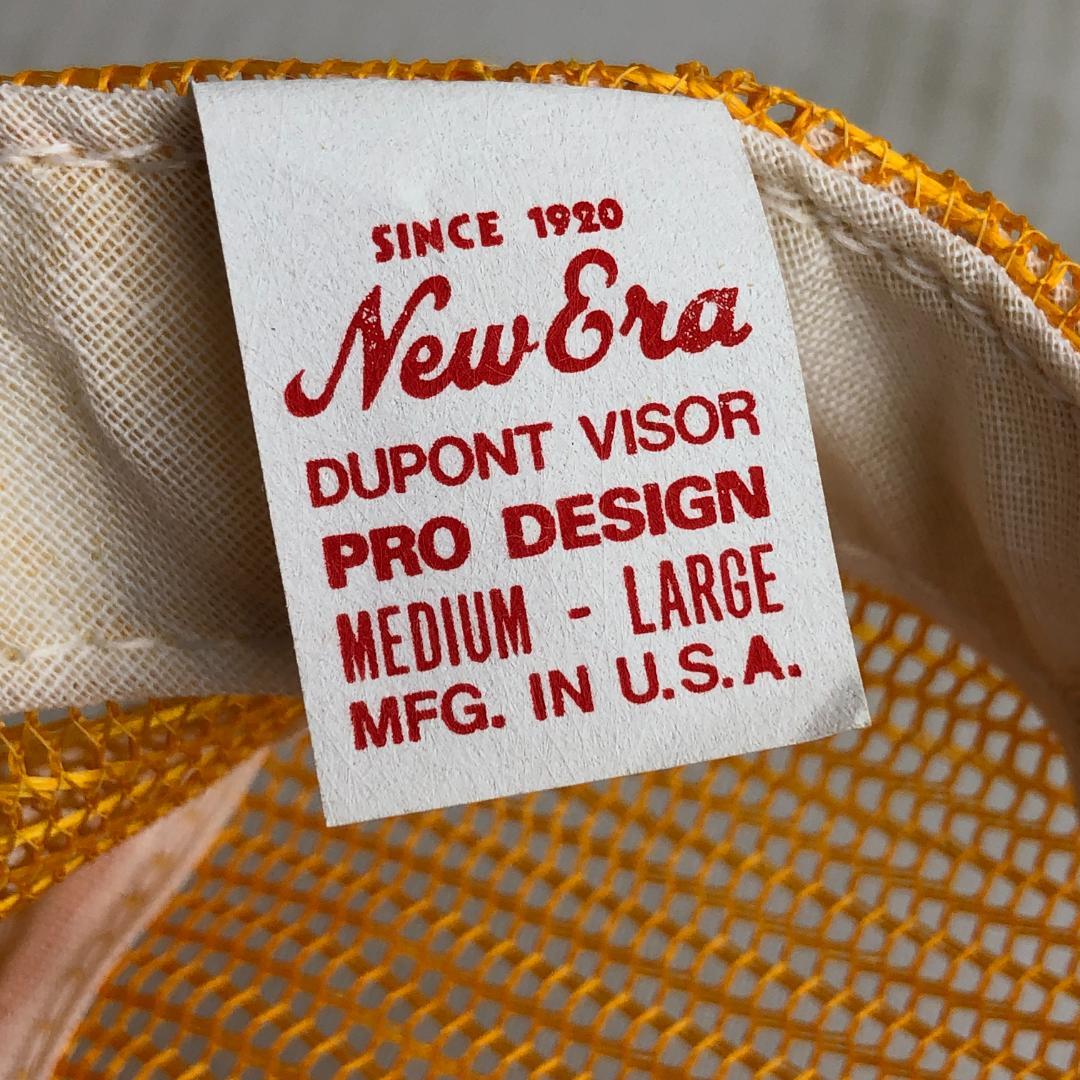 SINCE 1920
New Era
DUPONT VISOR
PRO DESIGN
MEDIUM - LARGE
MFG. IN U.S.A.